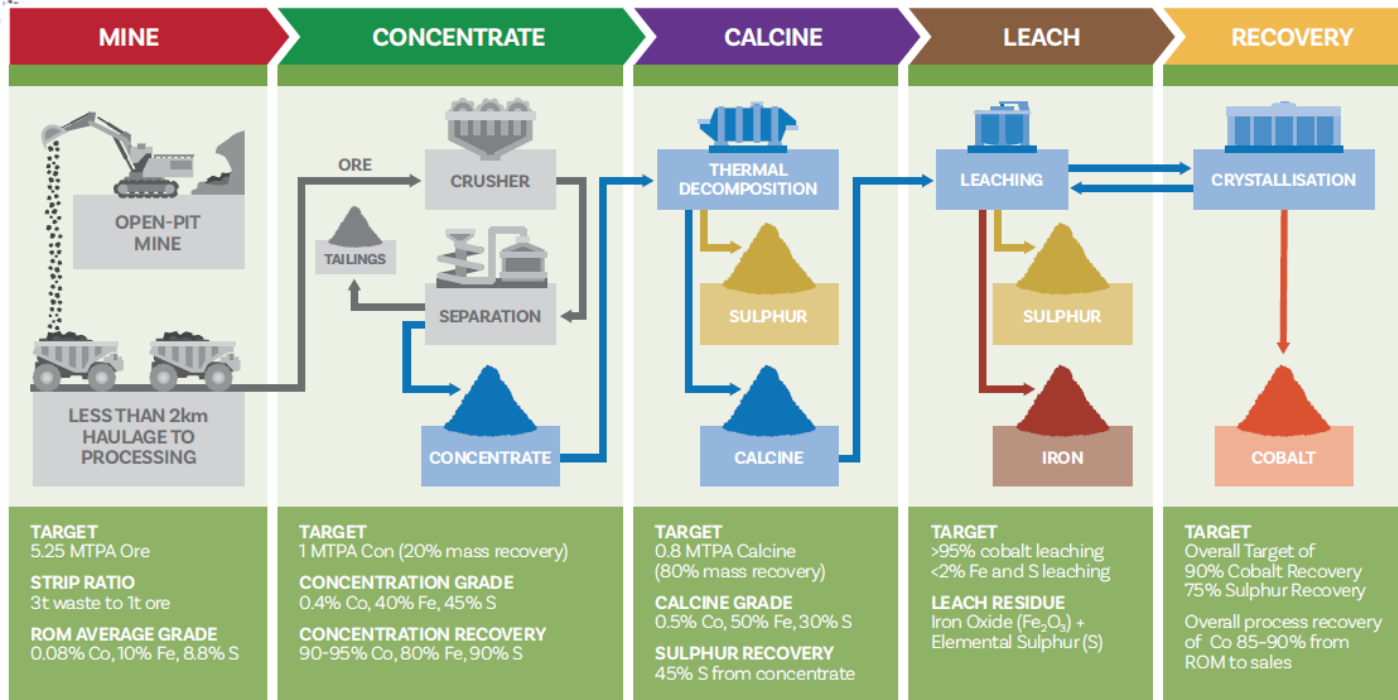 MINE
CONCENTRATE
CALCINE
LEACH
RECOVERY
OPEN-PIT
MINE
LESS THAN 2km
HAULAGE TO
PROCESSING
ORE
CRUSHER
TAILINGS
SEPARATION
CONCENTRATE
THERMAL
DECOMPOSITION
SULPHUR
CALCINE
LEACHING
SULPHUR
IRON
CRYSTALLISATION
COBALT
TARGET
5.25 MTPA Ore
STRIP RATIO
3t waste to 1t ore
ROM AVERAGE GRADE
0.08% Co, 10% Fe, 8.8% S
TARGET
1 MTPA Con (20% mass recovery)
CONCENTRATION GRADE
0.4% Co, 40% Fe, 45% S
CONCENTRATION RECOVERY
90-95% Co, 80% Fe, 90% S
TARGET
0.8 MTPA Calcine
(80% mass recovery)
CALCINE GRADE
0.5% Co, 50% Fe, 30% S
SULPHUR RECOVERY
45% S from concentrate
TARGET
>95% cobalt leaching
<2% Fe and S leaching
LEACH RESIDUE
Iron Oxide (Fe₂O₃) +
Elemental Sulphur (S)
TARGET
Overall Target of
90% Cobalt Recovery
75% Sulphur Recovery
Overall process recovery
of Co 85–90% from
ROM to sales